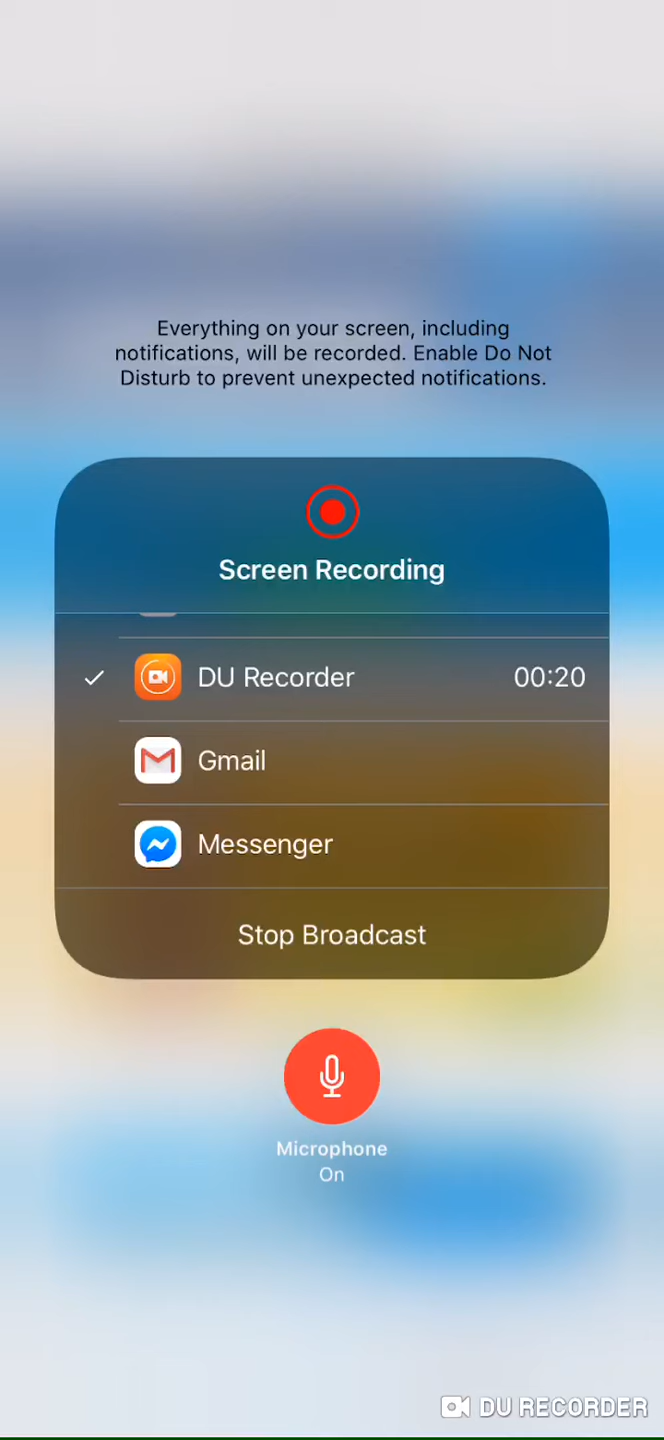 Everything on your screen, including
notifications, will be recorded. Enable Do Not
Disturb to prevent unexpected notifications.
Screen Recording
DU Recorder 00:20
Gmail
Messenger
Stop Broadcast
Microphone
On
DU RECORDER